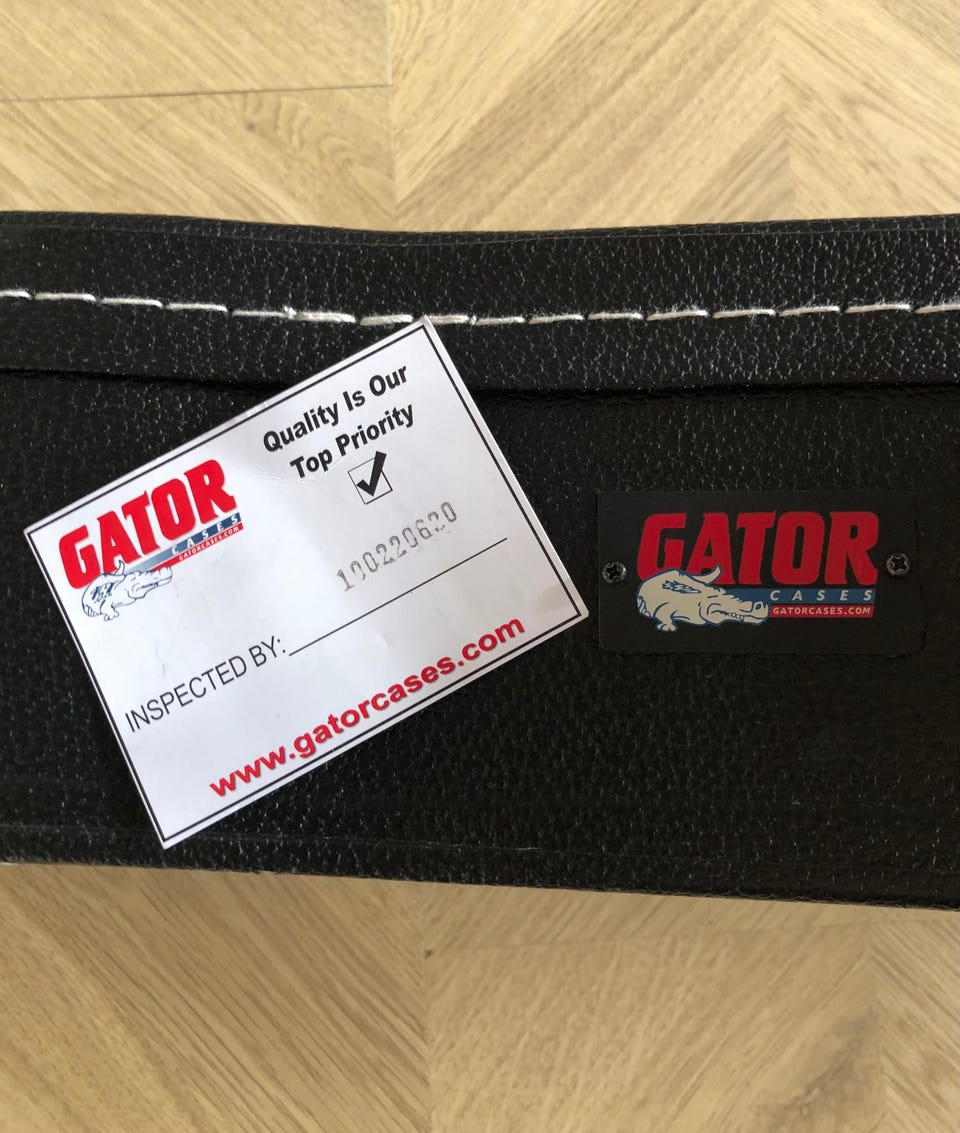 Quality Is Our
Top Priority
GATOR
CASES
GATORCASES.COM
100220620
INSPECTED BY:
www.gatorcases.com
GATOR
CASES
GATORCASES.COM